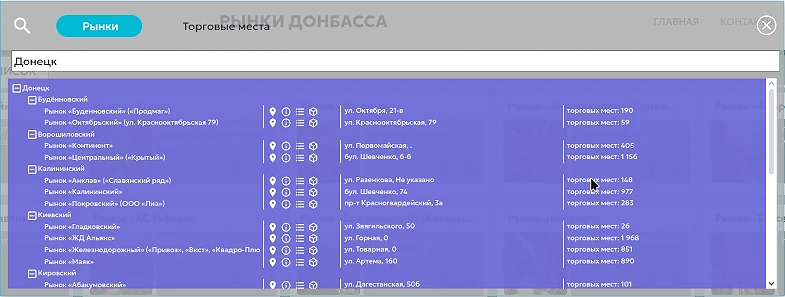 РЫНКИ ДОНБАССА
ГЛАВНАЯ
Рынки
Торговые места
Донецк
Донецк
Будённовский
Рынок «Буденновский» («Продмаг») ул. Октября, 21-в торговых мест: 190
Рынок «Октябрьский» (ул. Краснооктябрьская 79) ул. Краснооктябрьская, 79 торговых мест: 59
Ворошиловский
Рынок «Континент» ул. Первомайская, . торговых мест: 405
Рынок «Центральный» («Крытый») бул. Шевченко, 6-б торговых мест: 1 156
Калининский
Рынок «Анклав» («Славянский ряд») ул. Разенкова, Не указано торговых мест: 148
Рынок «Калининский» бул. Шевченко, 74 торговых мест: 977
Рынок «Покровский» (ООО «Лиа») пр-т Красногвардейский, 3а торговых мест: 283
Киевский
Рынок «Гладковский» ул. Звягильского, 50 торговых мест: 26
Рынок «ЖД Альянс» ул. Горная, 0 торговых мест: 1 968
Рынок «Железнодорожный» («Привоз», «Вист», «Квадро-Плю ул. Товарная, 0 торговых мест: 851
Рынок «Маяк» ул. Артема, 160 торговых мест: 890
Кировский
Рынок «Абакумовский» ул. Дагестанская, 50б торговых мест: 101